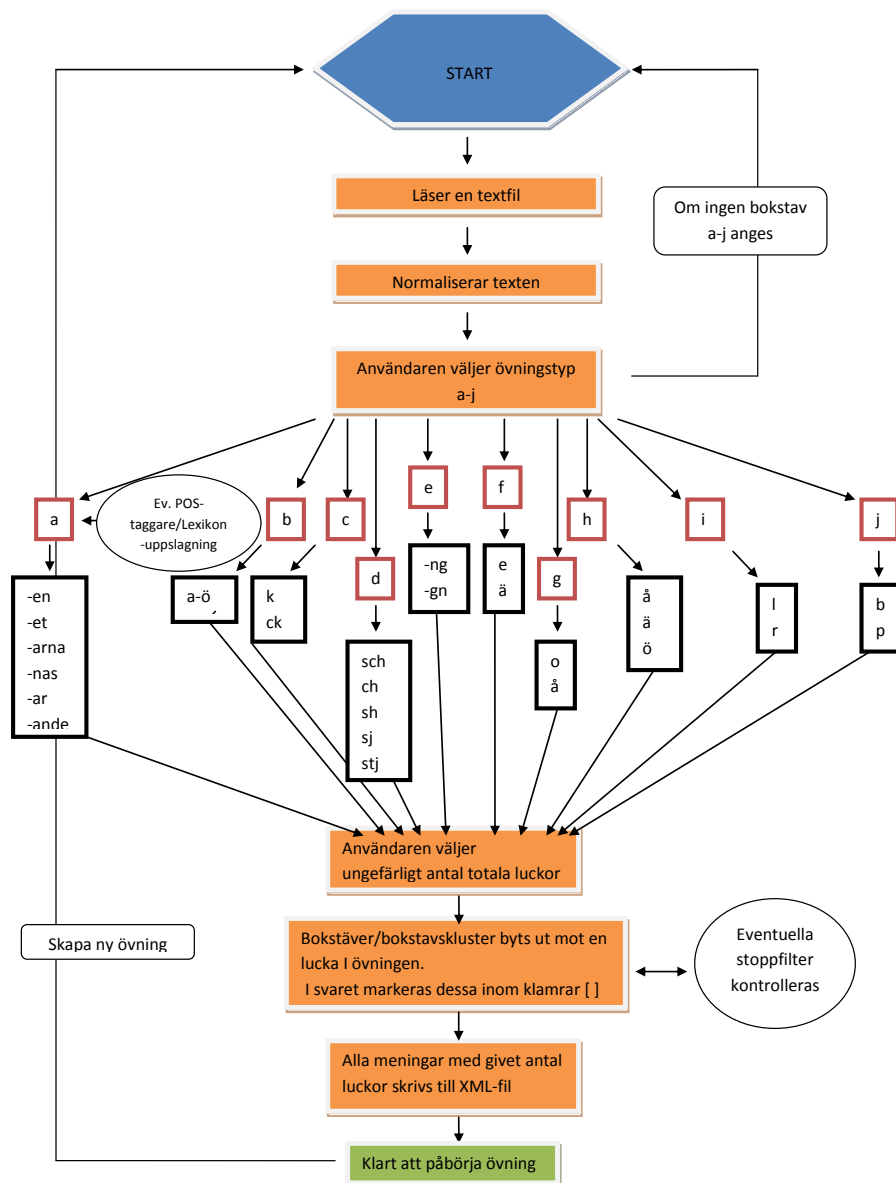 START
Läser en textfil
Om ingen bokstav
a-j anges
Normaliserar texten
Användaren väljer övningstyp
a-j
a
Ev. POS-
taggare/Lexikon
-uppslagning
b
c
d
e
f
g
h
i
j
-en
-et
-arna
-nas
-ar
-ande
a-ö
k
ck
sch
ch
sh
sj
stj
-ng
-gn
e
ä
o
å
å
ä
ö
l
r
b
p
Användaren väljer
ungefärligt antal totala luckor
Skapa ny övning
Bokstäver/bokstavskluster byts ut mot en
lucka I övningen.
I svaret markeras dessa inom klamrar [ ]
Eventuella
stoppfilter
kontrolleras
Alla meningar med givet antal
luckor skrivs till XML-fil
Klart att påbörja övning